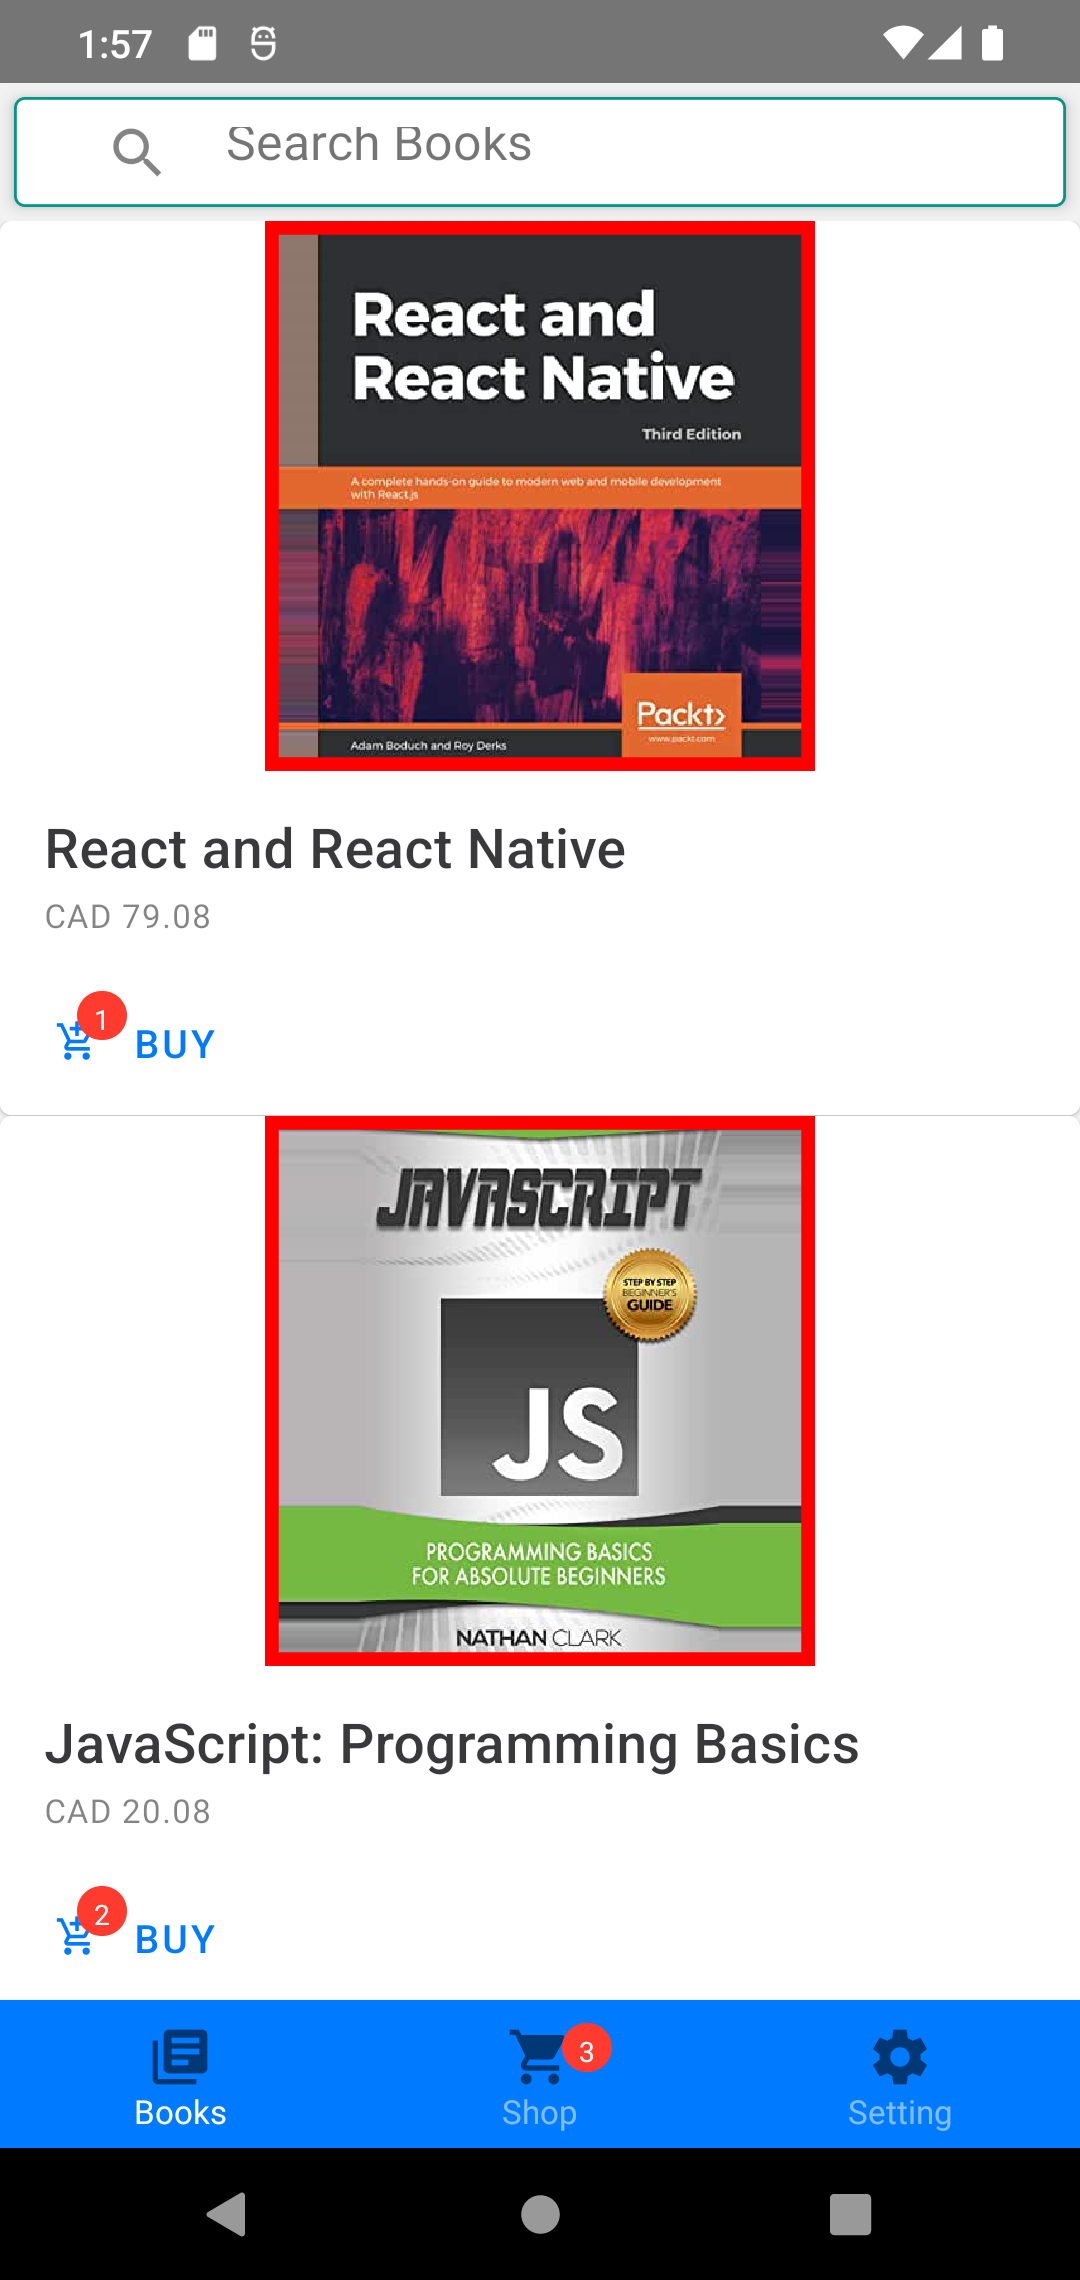 1:57
Search Books
React and
React Native
Third Edition
A complete hands-on guide to modern web and mobile development
with React.js
Packt>
www.packt.com
Adam Boduch and Roy Derks
React and React Native
CAD 79.08
1
BUY
JAVASCRIPT
STEP BY STEP
BEGINNER'S
GUIDE
JS
PROGRAMMING BASICS
FOR ABSOLUTE BEGINNERS
NATHAN CLARK
JavaScript: Programming Basics
CAD 20.08
2
BUY
3
Books
Shop
Setting